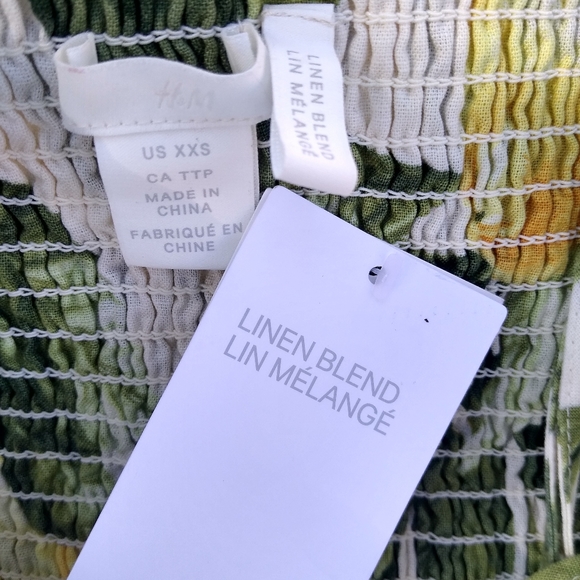 H&M
US XXS
CA TTP
MADE IN
CHINA
FABRIQUÉ EN
CHINE
LINEN BLEND
LIN MÉLANGÉ
LINEN BLEND
LIN MÉLANGÉ